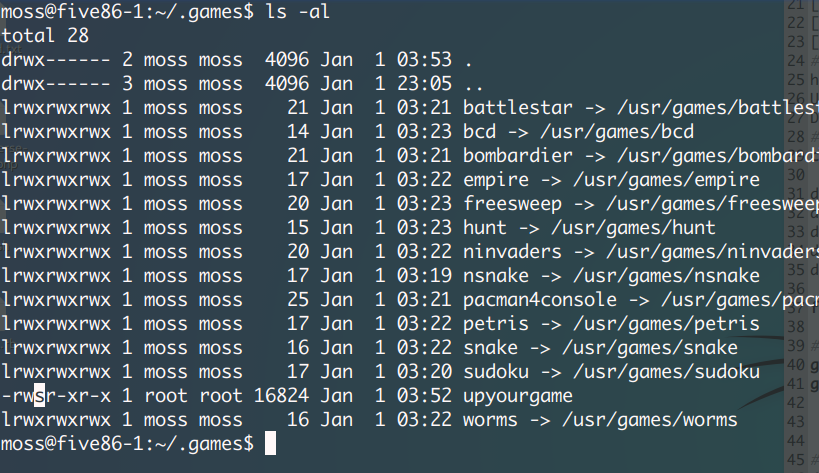 moss@five86-1:~/.games$ ls -al
total 28
drwx------ 2 moss moss  4096 Jan  1 03:53 .
drwx------ 3 moss moss  4096 Jan  1 23:05 ..
lrwxrwxrwx 1 moss moss    21 Jan  1 03:21 battlestar -> /usr/games/battlest
lrwxrwxrwx 1 moss moss    14 Jan  1 03:23 bcd -> /usr/games/bcd
lrwxrwxrwx 1 moss moss    21 Jan  1 03:21 bombardier -> /usr/games/bombardi
lrwxrwxrwx 1 moss moss    17 Jan  1 03:22 empire -> /usr/games/empire
lrwxrwxrwx 1 moss moss    20 Jan  1 03:23 freesweep -> /usr/games/freesweep
lrwxrwxrwx 1 moss moss    15 Jan  1 03:23 hunt -> /usr/games/hunt
lrwxrwxrwx 1 moss moss    20 Jan  1 03:22 ninvaders -> /usr/games/ninvaders
lrwxrwxrwx 1 moss moss    17 Jan  1 03:19 nsnake -> /usr/games/nsnake
lrwxrwxrwx 1 moss moss    25 Jan  1 03:21 pacman4console -> /usr/games/pacm
lrwxrwxrwx 1 moss moss    17 Jan  1 03:22 petris -> /usr/games/petris
lrwxrwxrwx 1 moss moss    16 Jan  1 03:22 snake -> /usr/games/snake
lrwxrwxrwx 1 moss moss    17 Jan  1 03:20 sudoku -> /usr/games/sudoku
-rwsr-xr-x 1 root root 16824 Jan  1 03:52 upyourgame
lrwxrwxrwx 1 moss moss    16 Jan  1 03:22 worms -> /usr/games/worms
moss@five86-1:~/.games$